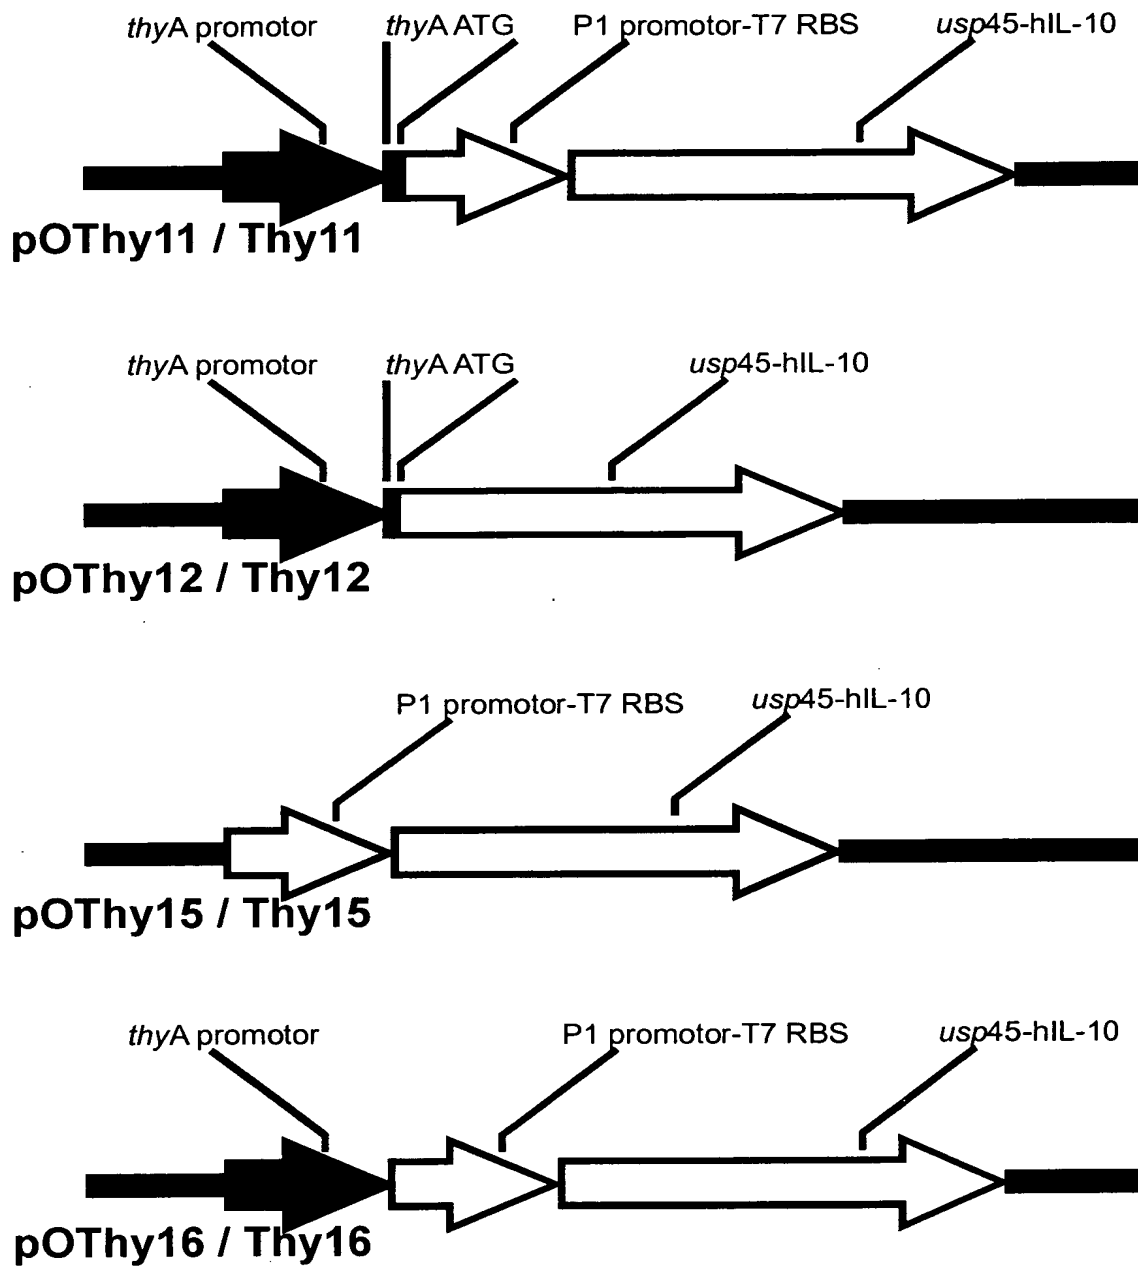 thyA promotor thyA ATG P1 promotor-T7 RBS usp45-hIL-10
pOThy11 / Thy11
thyA promotor thyA ATG usp45-hIL-10
pOThy12 / Thy12
P1 promotor-T7 RBS usp45-hIL-10
pOThy15 / Thy15
thyA promotor P1 promotor-T7 RBS usp45-hIL-10
pOThy16 / Thy16